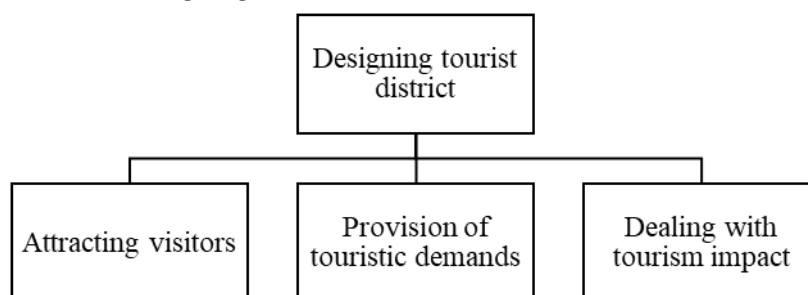 Designing tourist
district
Attracting visitors
Provision of
touristic demands
Dealing with
tourism impact